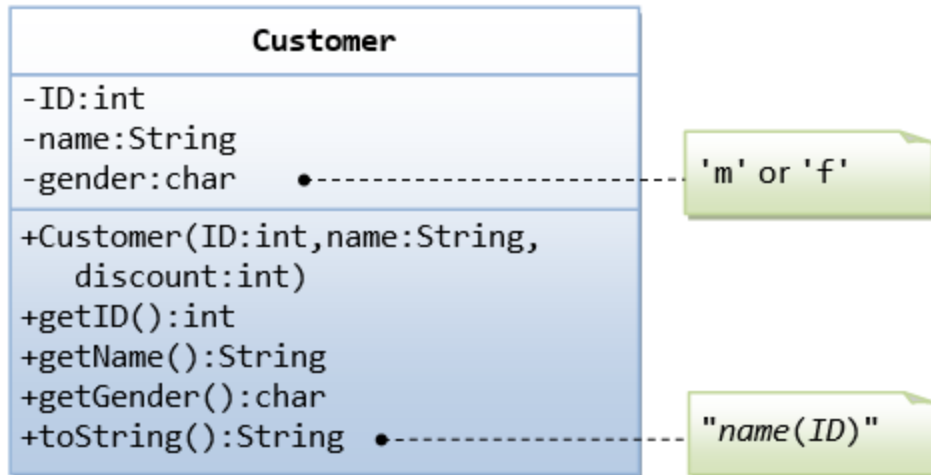 Customer
-ID:int
-name:String
-gender:char
'm' or 'f'
+Customer(ID:int,name:String,
discount:int)
+getID():int
+getName():String
+getGender():char
+toString():String
"name(ID)"